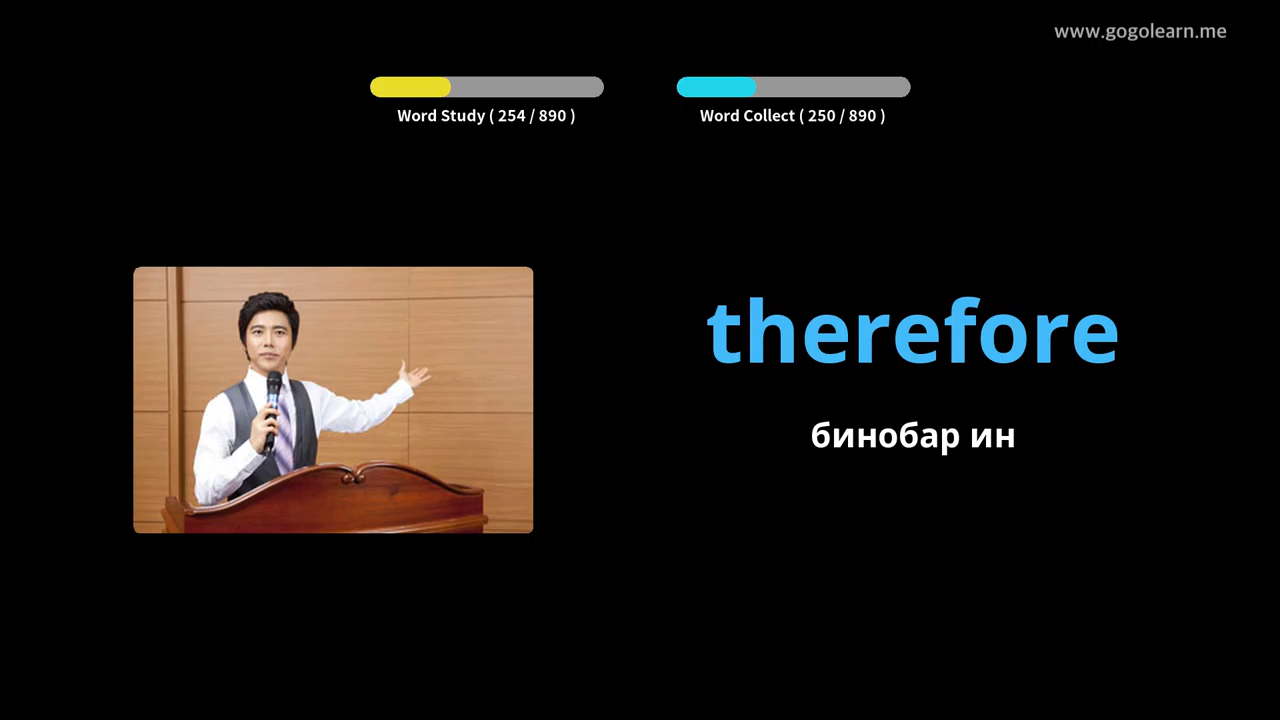 www.gogolearn.me
Word Study ( 254 / 890 )
Word Collect ( 250 / 890 )
therefore
бинобар ин